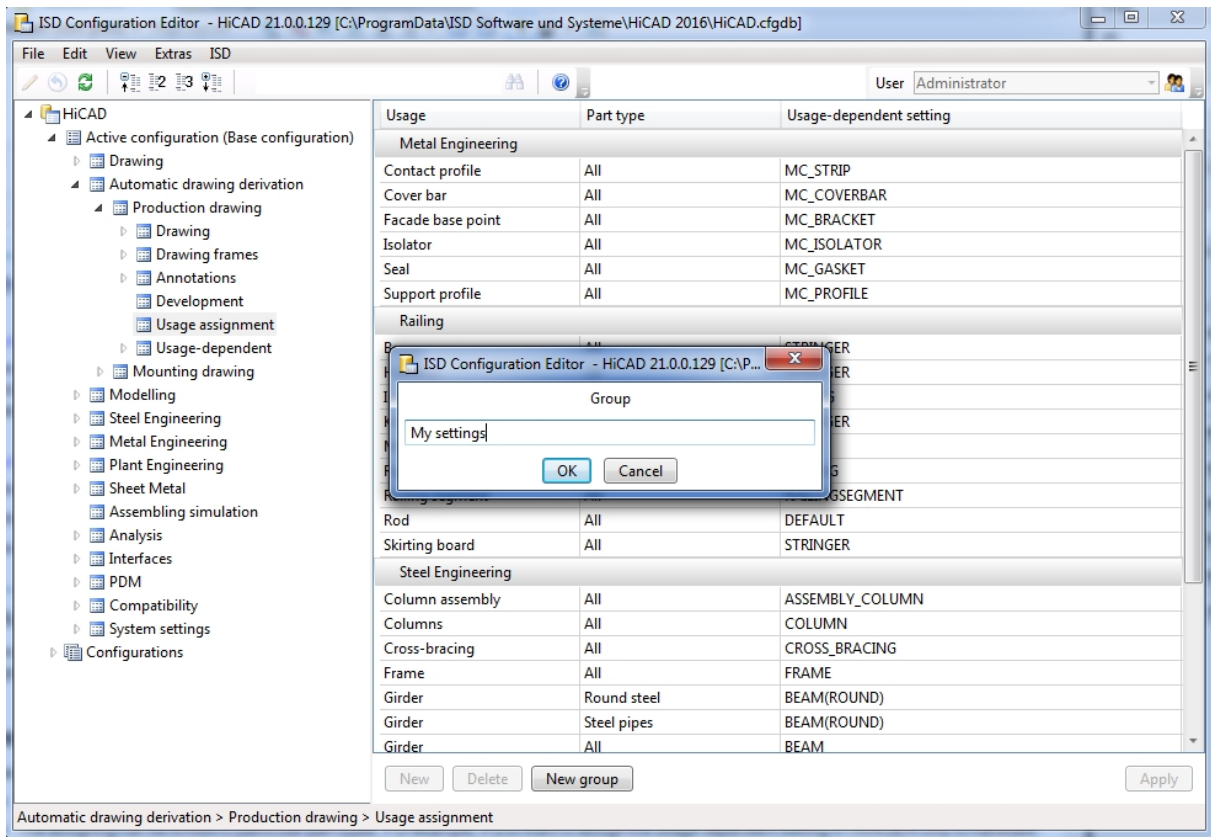 ISD Configuration Editor - HiCAD 21.0.0.129 [C:\ProgramData\ISD Software und Systeme\HiCAD 2016\HiCAD.cfgdb]
File Edit View Extras ISD
2 3 User Administrator
HiCAD
Active configuration (Base configuration)
Drawing
Automatic drawing derivation
Production drawing
Drawing
Drawing frames
Annotations
Development
Usage assignment
Usage-dependent
Mounting drawing
Modelling
Steel Engineering
Metal Engineering
Plant Engineering
Sheet Metal
Assembling simulation
Analysis
Interfaces
PDM
Compatibility
System settings
Configurations
Usage Part type Usage-dependent setting
Metal Engineering
Contact profile All MC_STRIP
Cover bar All MC_COVERBAR
Facade base point All MC_BRACKET
Isolator All MC_ISOLATOR
Seal All MC_GASKET
Support profile All MC_PROFILE
Railing
ISD Configuration Editor - HiCAD 21.0.0.129 [C:\P...
Group
My settings
OK Cancel
Rod All DEFAULT
Skirting board All STRINGER
Steel Engineering
Column assembly All ASSEMBLY_COLUMN
Columns All COLUMN
Cross-bracing All CROSS_BRACING
Frame All FRAME
Girder Round steel BEAM(ROUND)
Girder Steel pipes BEAM(ROUND)
Girder All BEAM
New Delete New group Apply
Automatic drawing derivation > Production drawing > Usage assignment